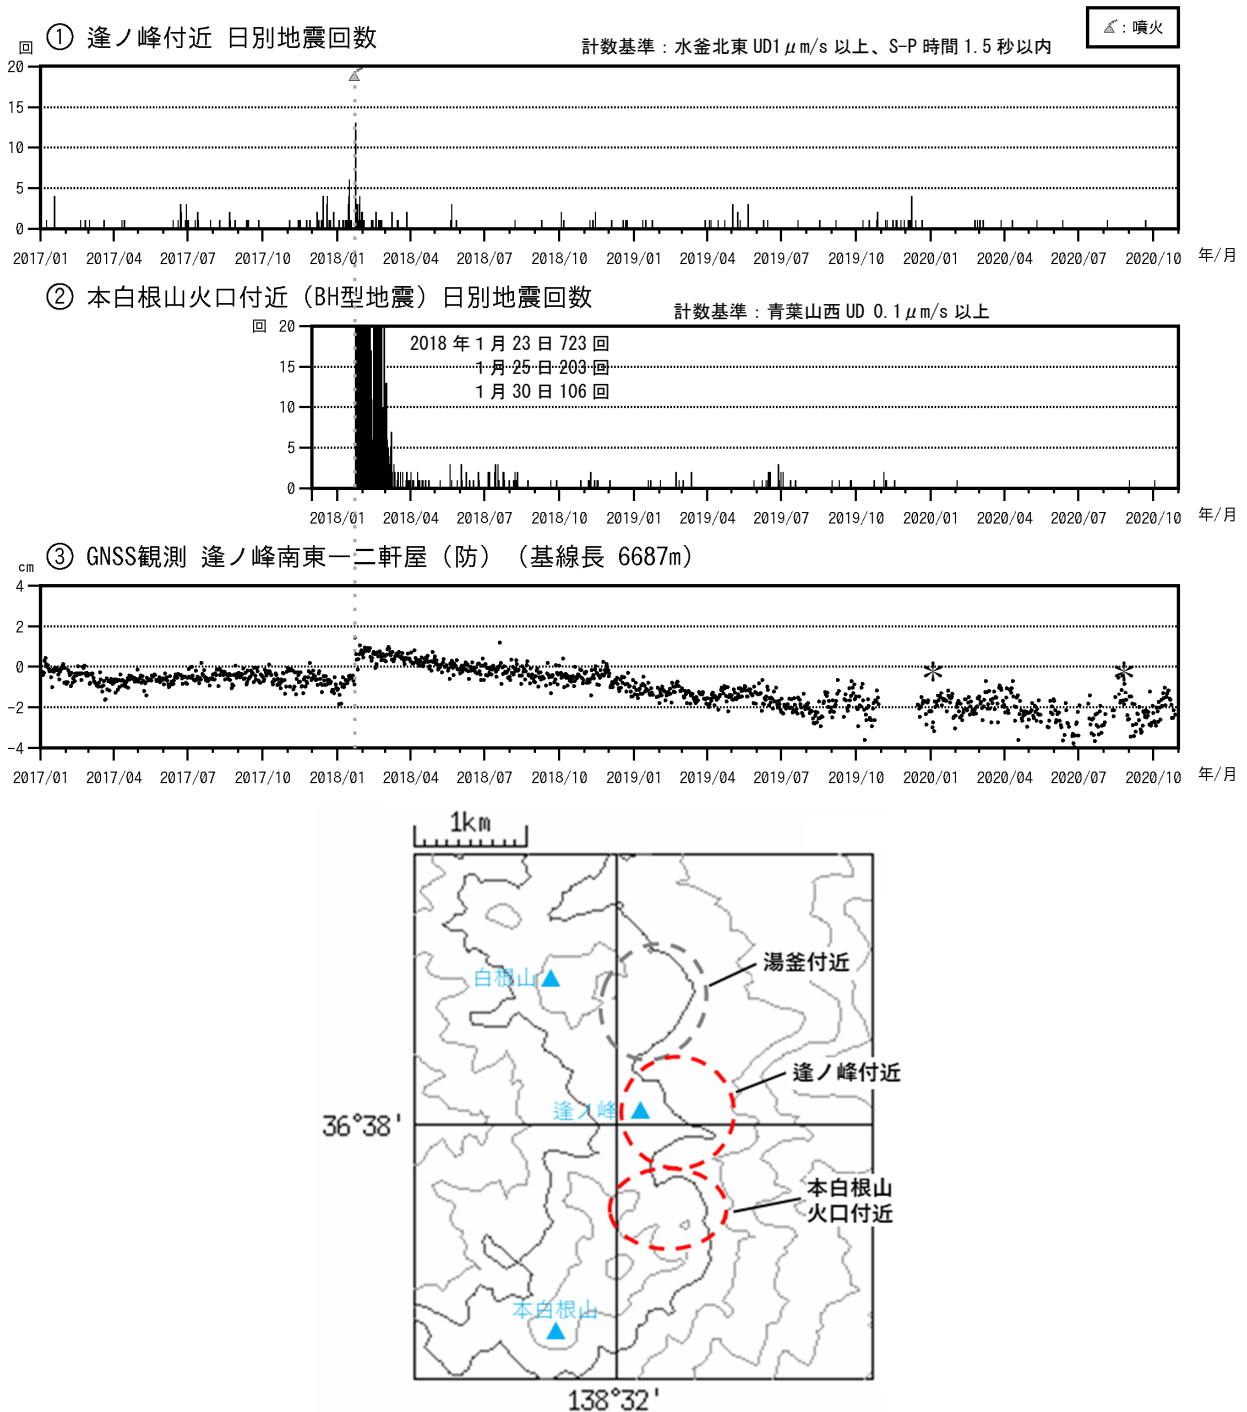 ① 逢ノ峰付近 日別地震回数
回
計数基準：水釜北東 UD1μm/s 以上、S-P 時間 1.5 秒以内
：噴火
20
15
10
5
0
2017/01 2017/04 2017/07 2017/10 2018/01 2018/04 2018/07 2018/10 2019/01 2019/04 2019/07 2019/10 2020/01 2020/04 2020/07 2020/10 年/月
② 本白根山火口付近（BH型地震）日別地震回数
計数基準：青葉山西 UD 0.1μm/s 以上
回
20
15
10
5
0
2018 年 1 月 23 日 723 回
1 月 25 日 203 回
1 月 30 日 106 回
2018/01 2018/04 2018/07 2018/10 2019/01 2019/04 2019/07 2019/10 2020/01 2020/04 2020/07 2020/10 年/月
③ GNSS観測 逢ノ峰南東－二軒屋（防）（基線長 6687m）
cm
4
2
0
-2
-4
＊ ＊
2017/01 2017/04 2017/07 2017/10 2018/01 2018/04 2018/07 2018/10 2019/01 2019/04 2019/07 2019/10 2020/01 2020/04 2020/07 2020/10 年/月
1km
湯釜付近
白根山
逢ノ峰付近
逢ノ峰
36°38'
本白根山
火口付近
本白根山
138°32'